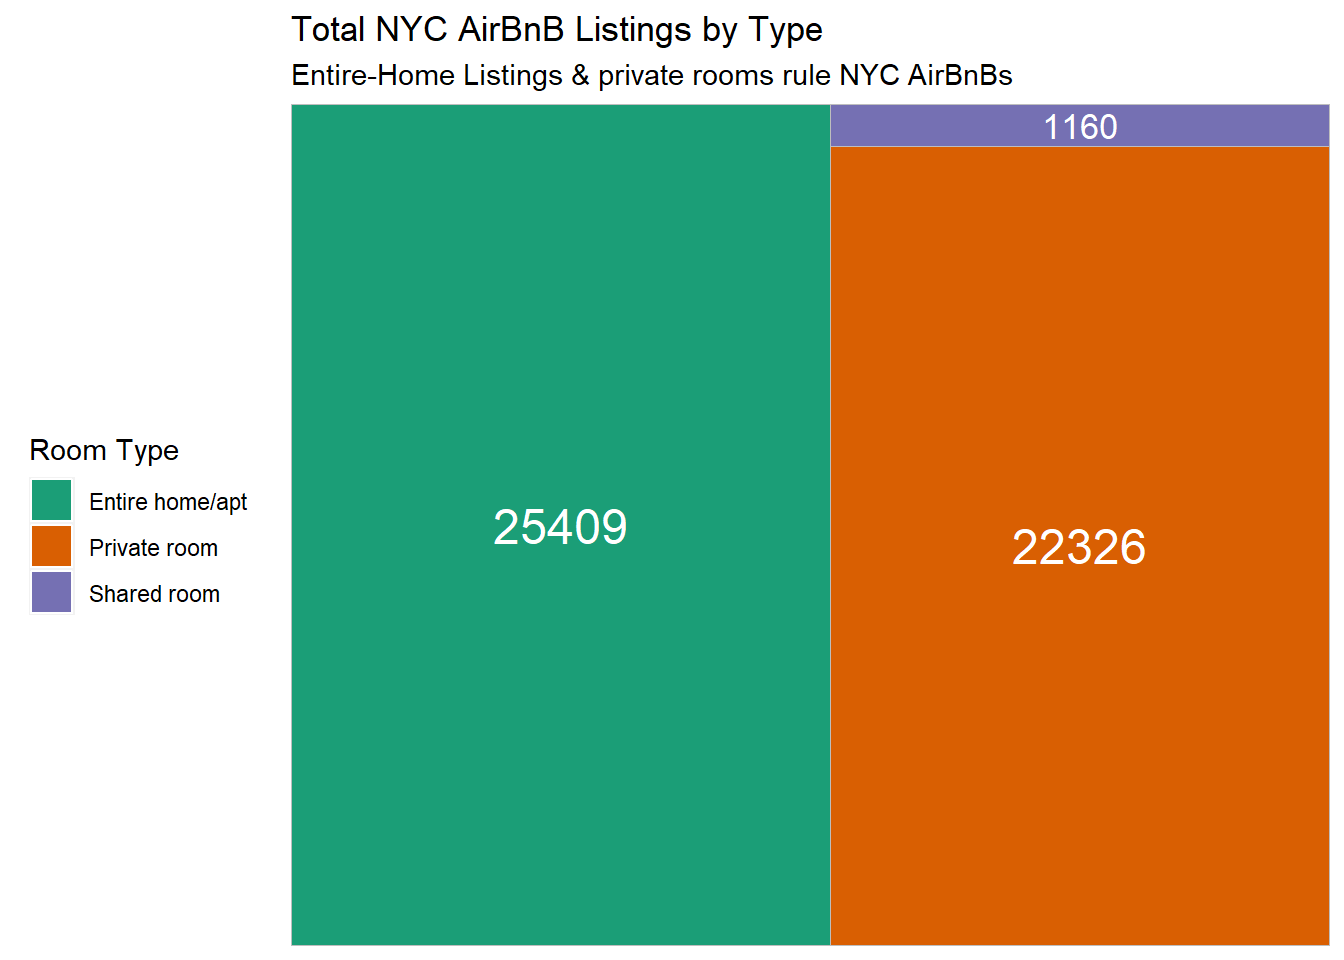 Total NYC AirBnB Listings by Type
Entire-Home Listings & private rooms rule NYC AirBnBs
1160
25409
22326
Room Type
Entire home/apt
Private room
Shared room